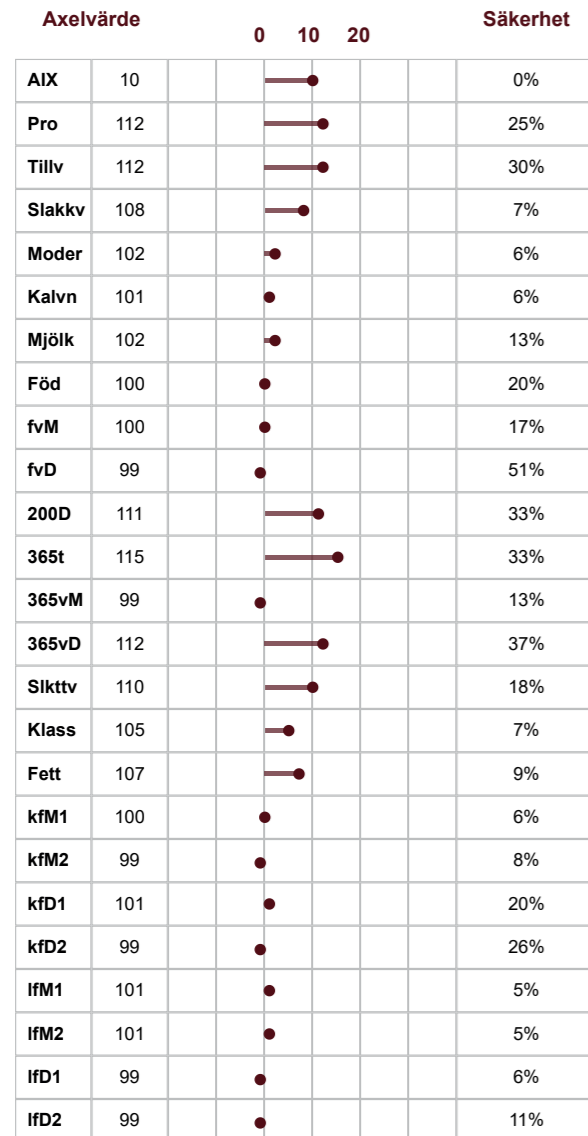 Axelvärde 0 10 20 Säkerhet
AIX 10 0%
Pro 112 25%
Tillv 112 30%
Slakkv 108 7%
Moder 102 6%
Kalvn 101 6%
Mjölk 102 13%
Föd 100 20%
fvM 100 17%
fvD 99 51%
200D 111 33%
365t 115 33%
365vM 99 13%
365vD 112 37%
Slkttv 110 18%
Klass 105 7%
Fett 107 9%
kfM1 100 6%
kfM2 99 8%
kfD1 101 20%
kfD2 99 26%
lfM1 101 5%
lfM2 101 5%
lfD1 99 6%
lfD2 99 11%